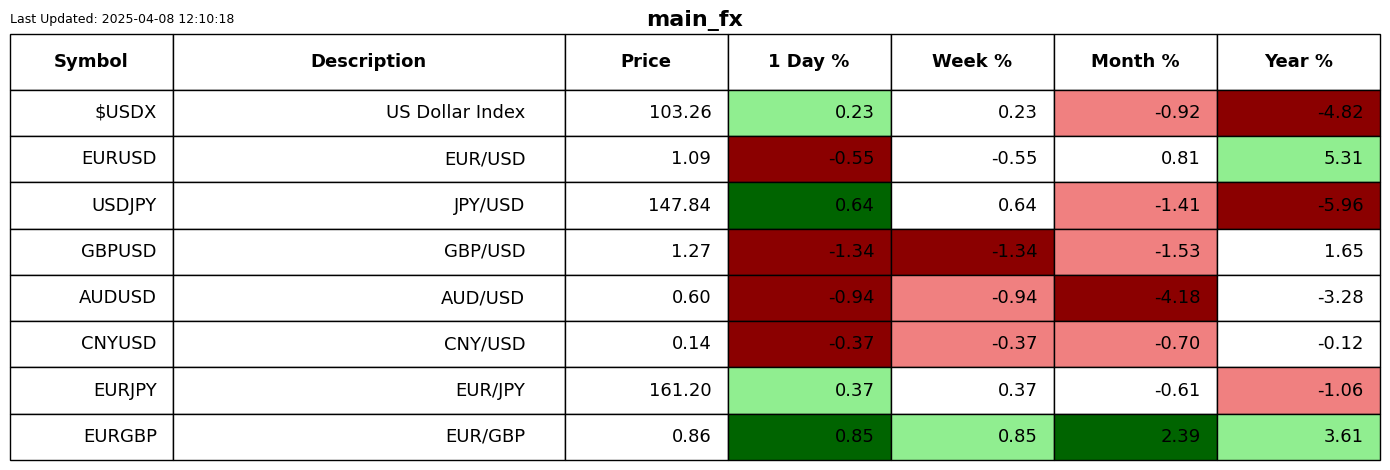 Last Updated: 2025-04-08 12:10:18
main_fx
Symbol Description Price 1 Day % Week % Month % Year %
$USDX US Dollar Index 103.26 0.23 0.23 -0.92 -4.82
EURUSD EUR/USD 1.09 -0.55 -0.55 0.81 5.31
USDJPY JPY/USD 147.84 0.64 0.64 -1.41 -5.96
GBPUSD GBP/USD 1.27 -1.34 -1.34 -1.53 1.65
AUDUSD AUD/USD 0.60 -0.94 -0.94 -4.18 -3.28
CNYUSD CNY/USD 0.14 -0.37 -0.37 -0.70 -0.12
EURJPY EUR/JPY 161.20 0.37 0.37 -0.61 -1.06
EURGBP EUR/GBP 0.86 0.85 0.85 2.39 3.61